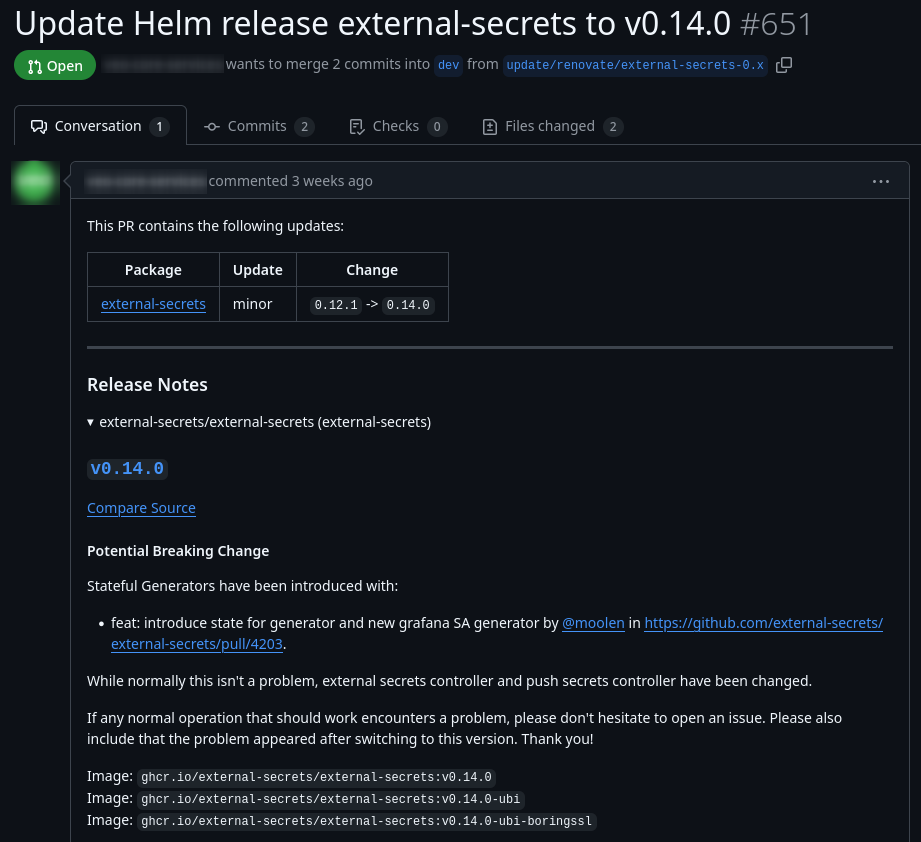 Update Helm release external-secrets to v0.14.0 #651
Open wants to merge 2 commits into dev from update/renovate/external-secrets-0.x
Conversation 1 Commits 2 Checks 0 Files changed 2
commented 3 weeks ago
This PR contains the following updates:
Package Update Change
external-secrets minor 0.12.1 -> 0.14.0
Release Notes
▾ external-secrets/external-secrets (external-secrets)
v0.14.0
Compare Source
Potential Breaking Change
Stateful Generators have been introduced with:
• feat: introduce state for generator and new grafana SA generator by @moolen in https://github.com/external-secrets/
external-secrets/pull/4203.
While normally this isn't a problem, external secrets controller and push secrets controller have been changed.
If any normal operation that should work encounters a problem, please don't hesitate to open an issue. Please also
include that the problem appeared after switching to this version. Thank you!
Image: ghcr.io/external-secrets/external-secrets:v0.14.0
Image: ghcr.io/external-secrets/external-secrets:v0.14.0-ubi
Image: ghcr.io/external-secrets/external-secrets:v0.14.0-ubi-boringssl